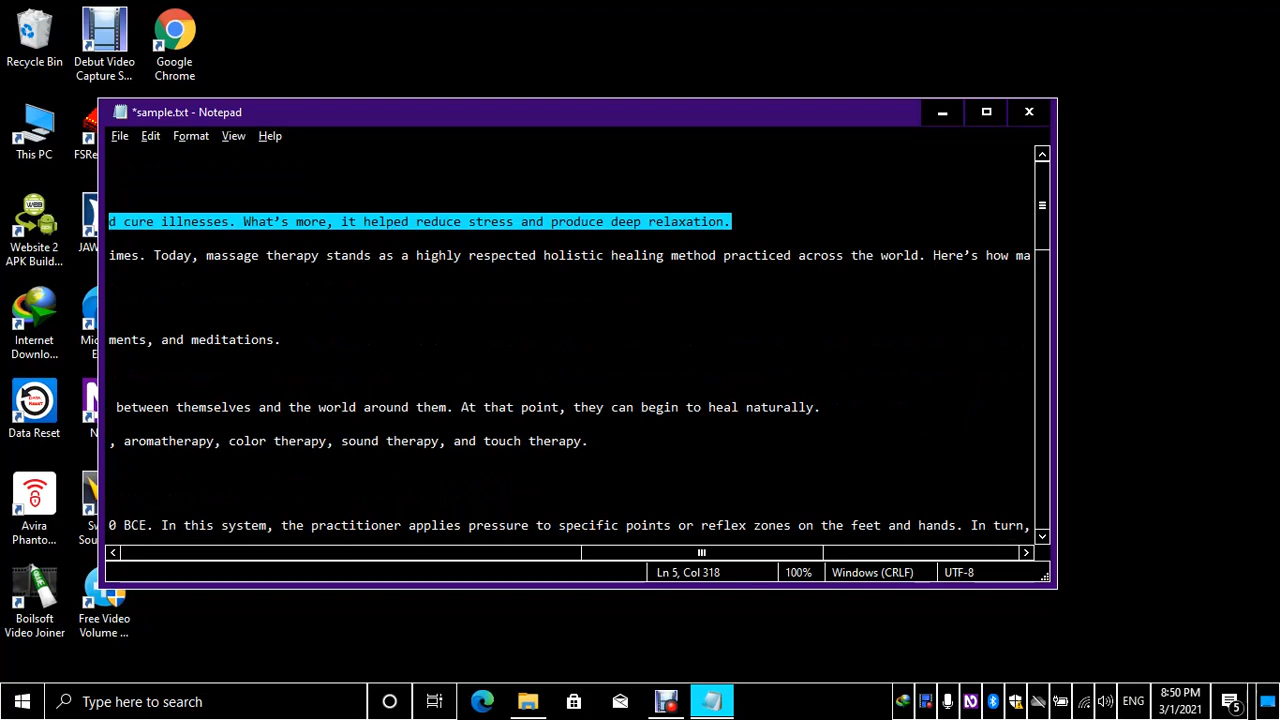 Recycle Bin
Debut Video
Capture S...
Google
Chrome
*sample.txt - Notepad
File Edit Format View Help
This PC
FSRe
d cure illnesses. What’s more, it helped reduce stress and produce deep relaxation.
Website 2
APK Build...
JAW
imes. Today, massage therapy stands as a highly respected holistic healing method practiced across the world. Here’s how ma
Internet
Downlo...
Mic
E
ments, and meditations.
Data Reset
N
between themselves and the world around them. At that point, they can begin to heal naturally.
, aromatherapy, color therapy, sound therapy, and touch therapy.
Avira
Phanto...
Sw
Sou
0 BCE. In this system, the practitioner applies pressure to specific points or reflex zones on the feet and hands. In turn,
Ln 5, Col 318 100% Windows (CRLF) UTF-8
Boilsoft
Video Joiner
Free Video
Volume ...
Type here to search
ENG
8:50 PM
3/1/2021
5